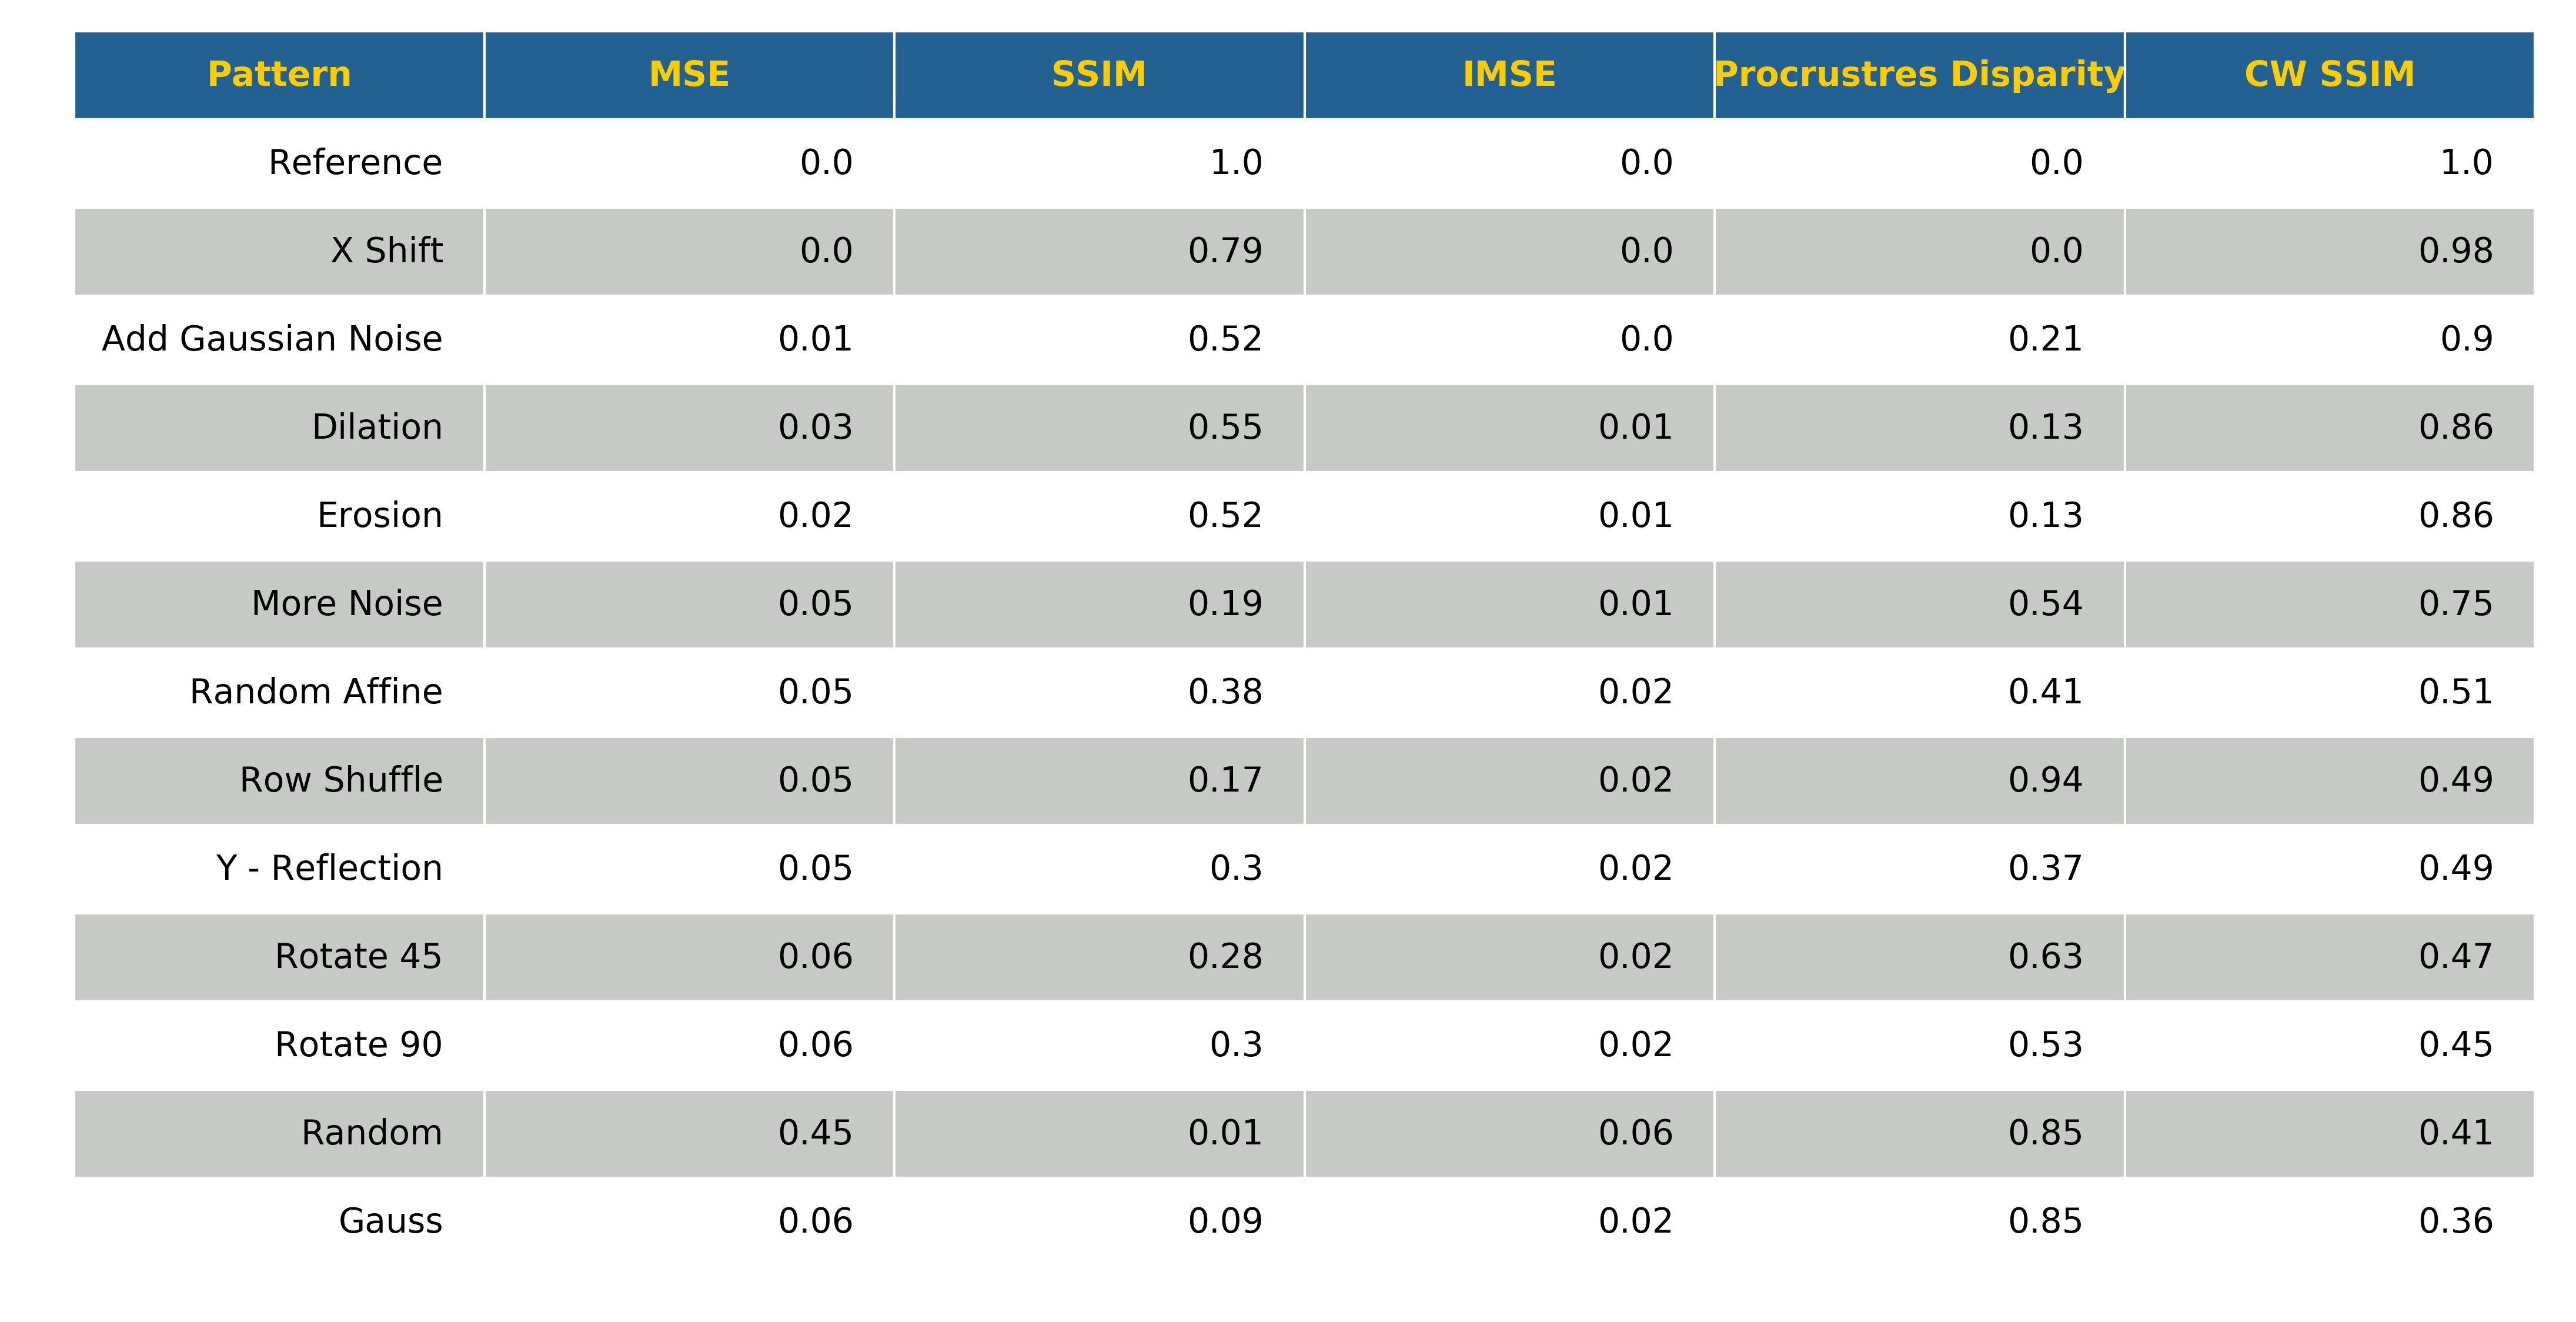 Pattern MSE SSIM IMSE Procrustres Disparity CW SSIM
Reference 0.0 1.0 0.0 0.0 1.0
X Shift 0.0 0.79 0.0 0.0 0.98
Add Gaussian Noise 0.01 0.52 0.0 0.21 0.9
Dilation 0.03 0.55 0.01 0.13 0.86
Erosion 0.02 0.52 0.01 0.13 0.86
More Noise 0.05 0.19 0.01 0.54 0.75
Random Affine 0.05 0.38 0.02 0.41 0.51
Row Shuffle 0.05 0.17 0.02 0.94 0.49
Y - Reflection 0.05 0.3 0.02 0.37 0.49
Rotate 45 0.06 0.28 0.02 0.63 0.47
Rotate 90 0.06 0.3 0.02 0.53 0.45
Random 0.45 0.01 0.06 0.85 0.41
Gauss 0.06 0.09 0.02 0.85 0.36